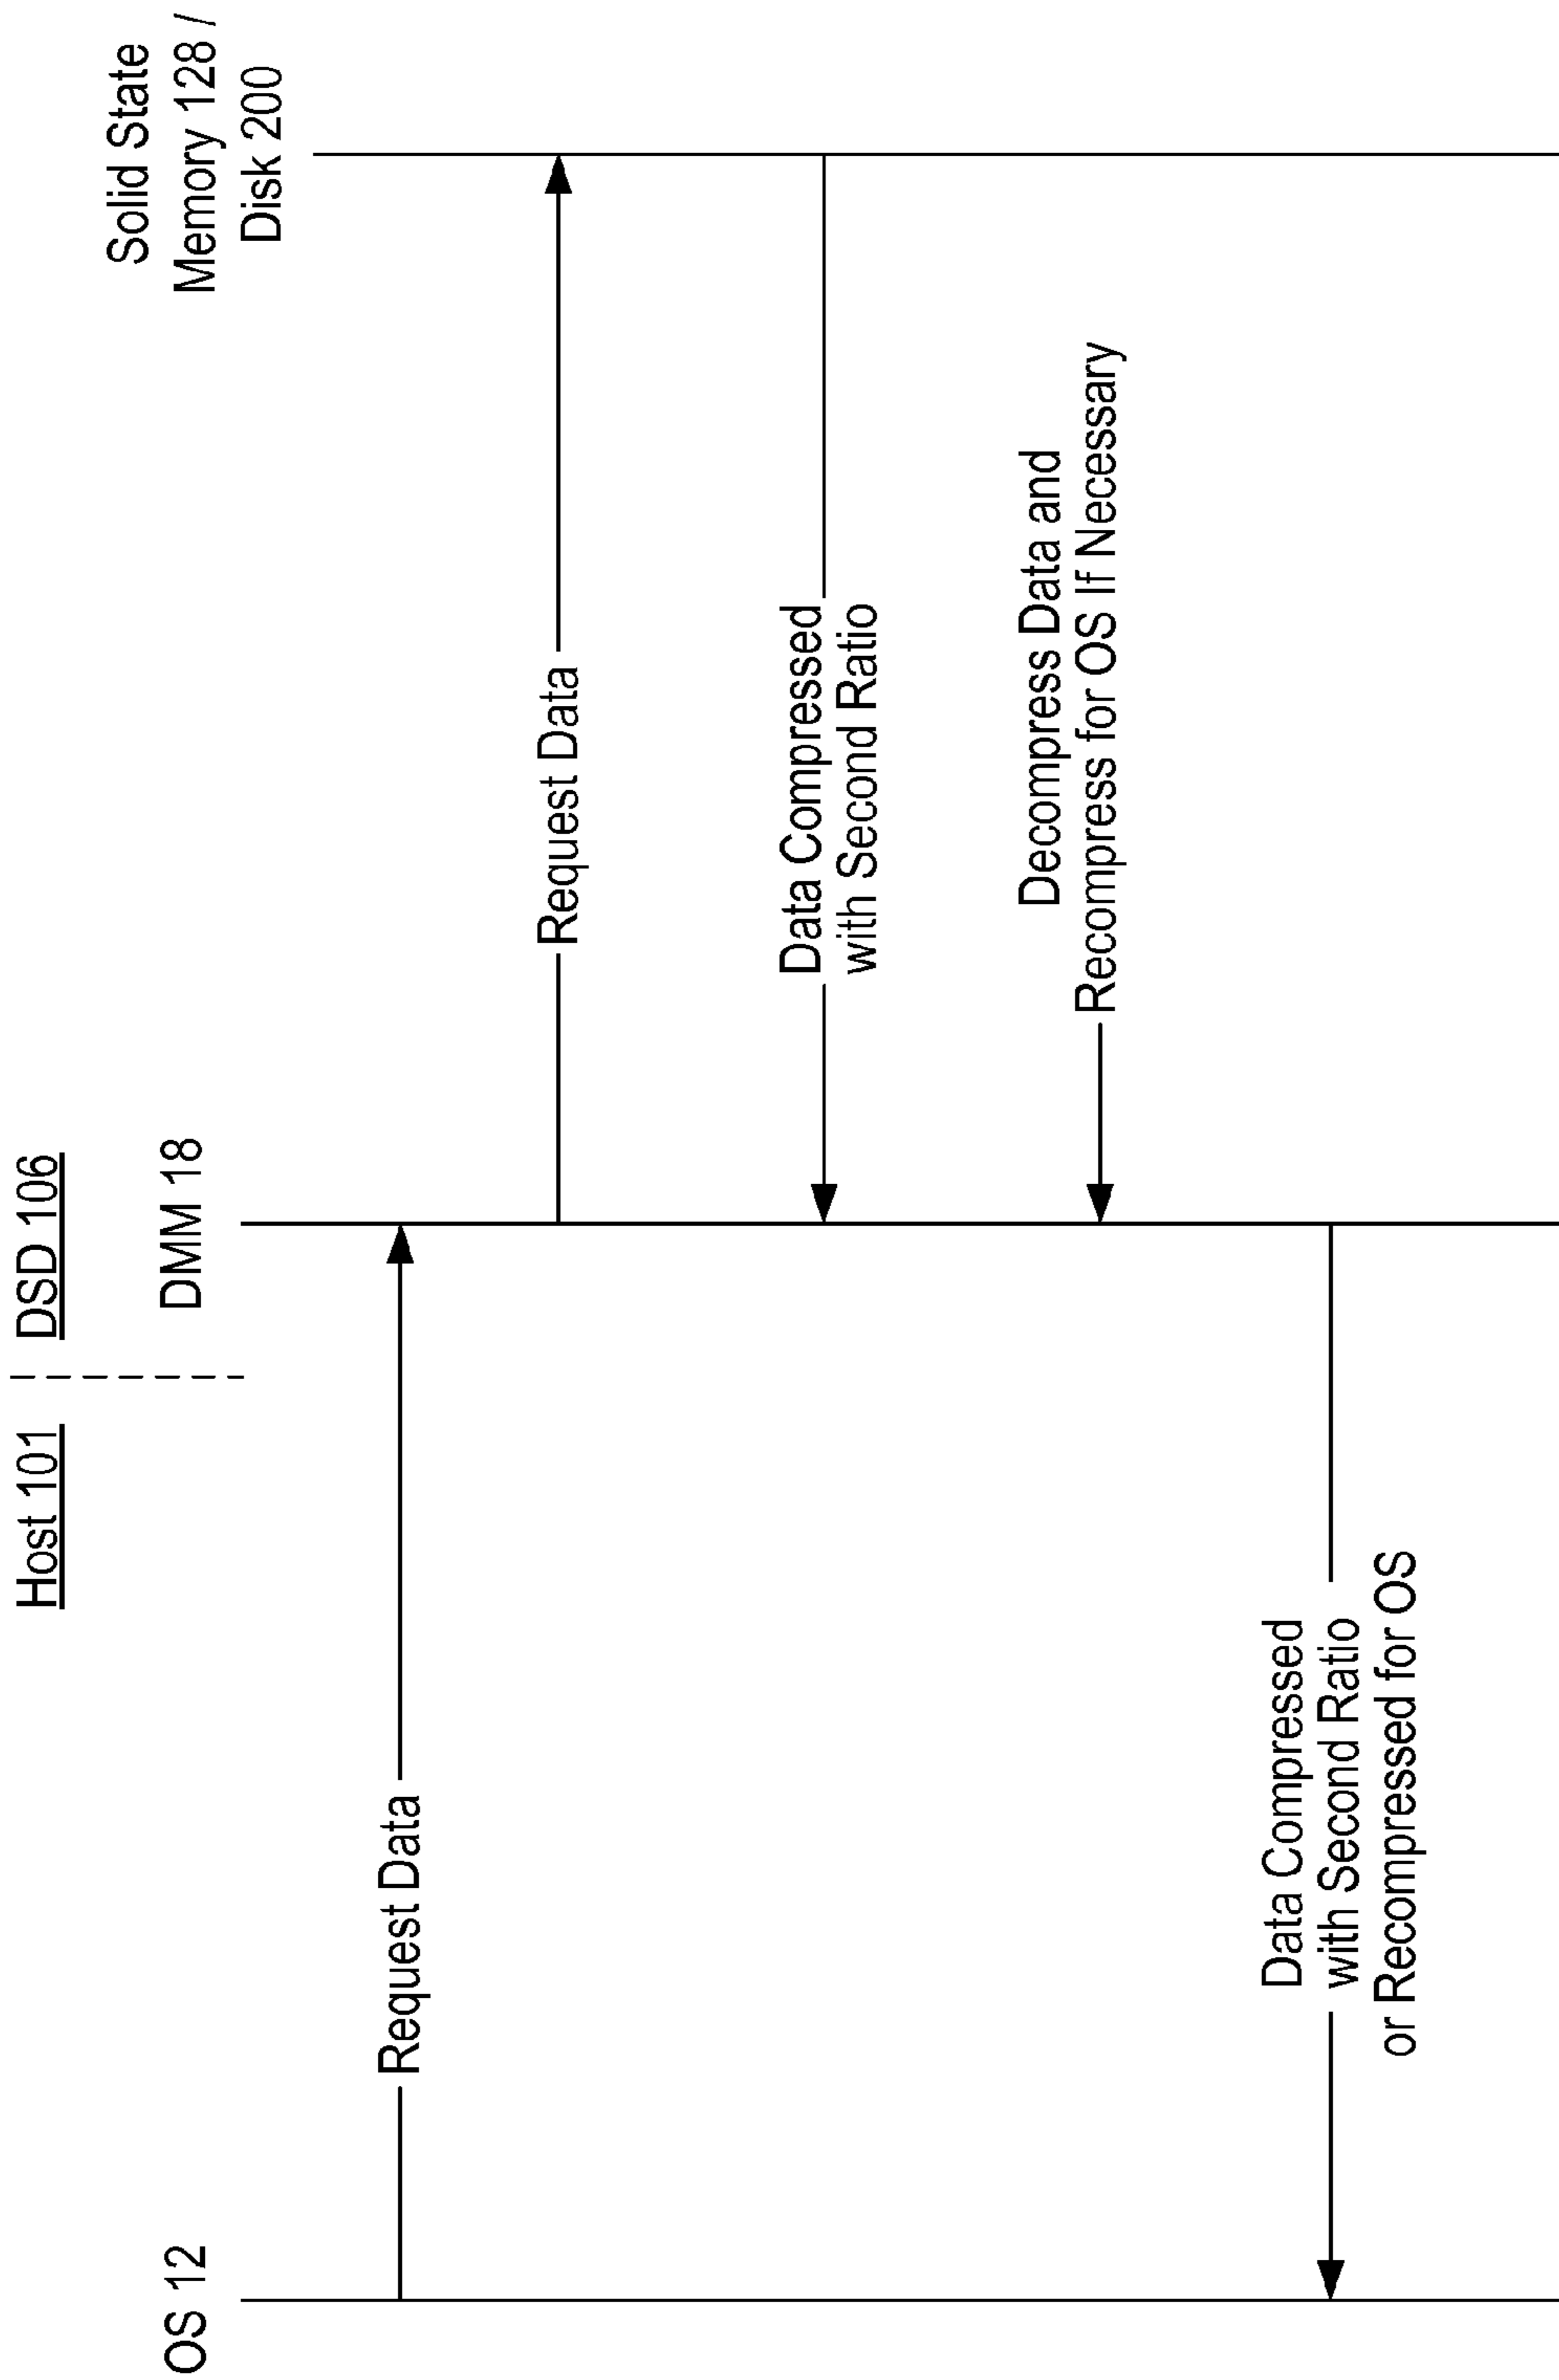 Host 101
DSD 106
OS 12
DMM 18
Solid State
Memory 128 /
Disk 200
Request Data
Request Data
Data Compressed
with Second Ratio
Decompress Data and
Recompress for OS If Necessary
Data Compressed
with Second Ratio
or Recompressed for OS